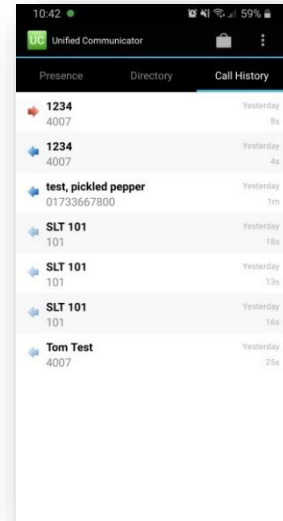 10:42 59%
UC Unified Communicator
Presence Directory Call History
1234 Yesterday
4007 8s
1234 Yesterday
4007 4s
test, pickled pepper Yesterday
01733667800 1m
SLT 101 Yesterday
101 18s
SLT 101 Yesterday
101 13s
SLT 101 Yesterday
101 16s
Tom Test Yesterday
4007 25s